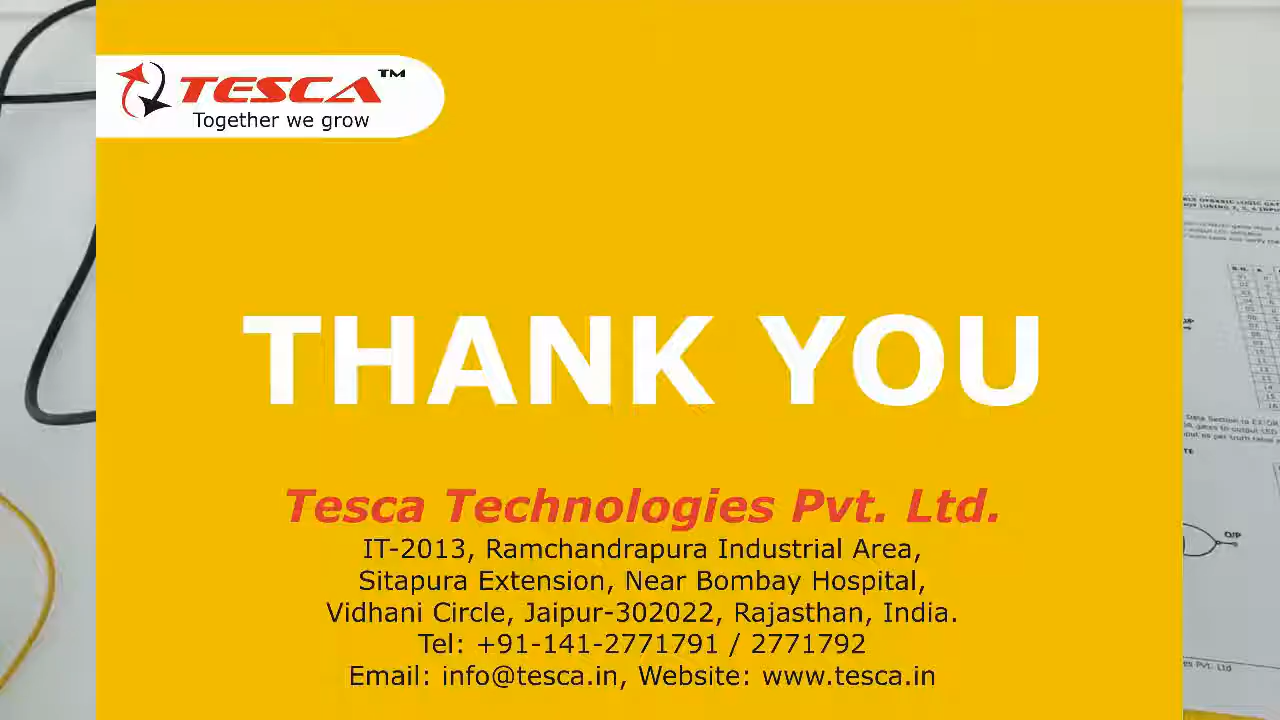 TESCA™
Together we grow
THANK YOU
Tesca Technologies Pvt. Ltd.
IT-2013, Ramchandrapura Industrial Area,
Sitapura Extension, Near Bombay Hospital,
Vidhani Circle, Jaipur-302022, Rajasthan, India.
Tel: +91-141-2771791 / 2771792
Email: info@tesca.in, Website: www.tesca.in
O/P
Pvt. Ltd